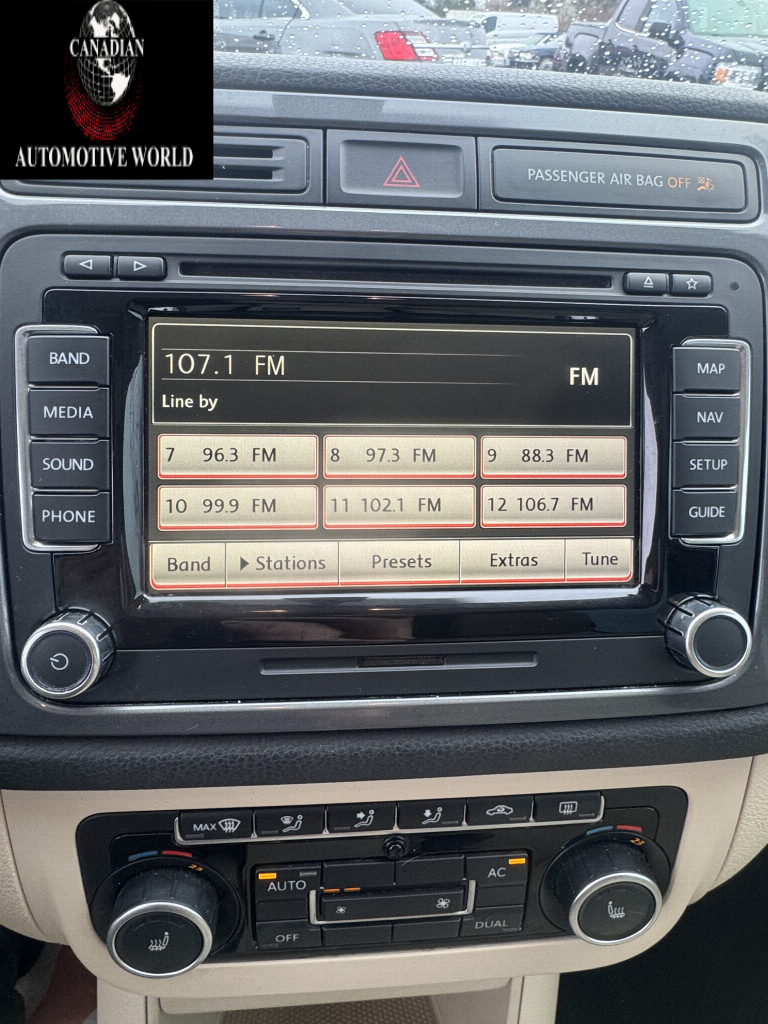 CANADIAN
AUTOMOTIVE WORLD
PASSENGER AIR BAG OFF
BAND
MEDIA
SOUND
PHONE
107.1 FM
FM
Line by
7 96.3 FM
8 97.3 FM
9 88.3 FM
10 99.9 FM
11 102.1 FM
12 106.7 FM
Band
Stations
Presets
Extras
Tune
MAP
NAV
SETUP
GUIDE
MAX
AUTO
AC
OFF
DUAL
23
23